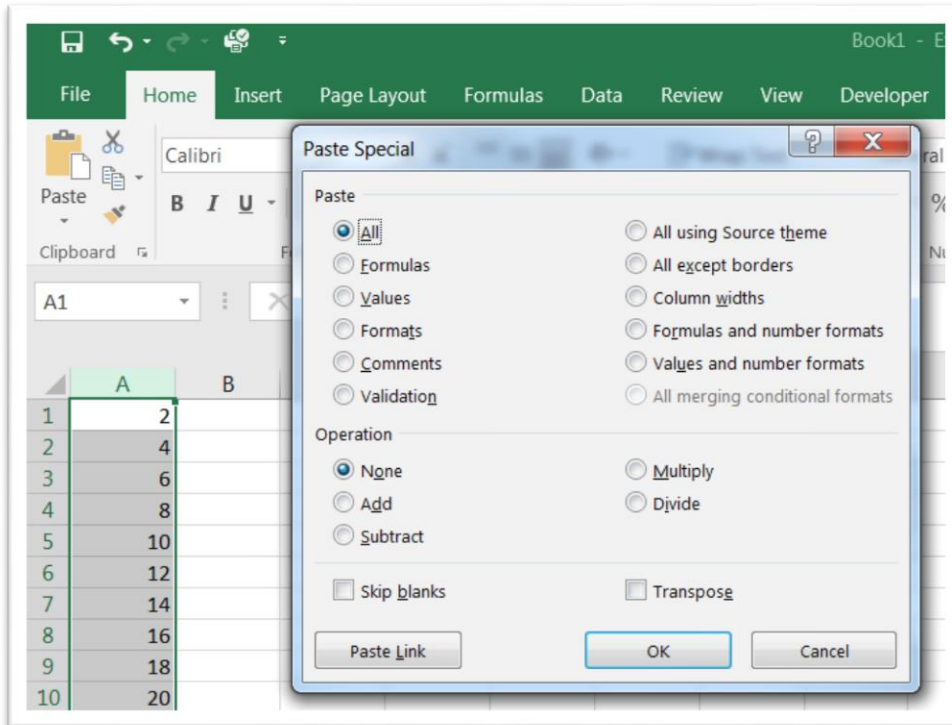 Book1 - E
File Home Insert Page Layout Formulas Data Review View Developer
Calibri
Paste
B I U
%
Clipboard
A1
A B
1 2
2 4
3 6
4 8
5 10
6 12
7 14
8 16
9 18
10 20
Paste Special
?
X
Paste
All
All using Source theme
Formulas
All except borders
Values
Column widths
Formats
Formulas and number formats
Comments
Values and number formats
Validation
All merging conditional formats
Operation
None
Multiply
Add
Divide
Subtract
Skip blanks
Transpose
Paste Link
OK
Cancel